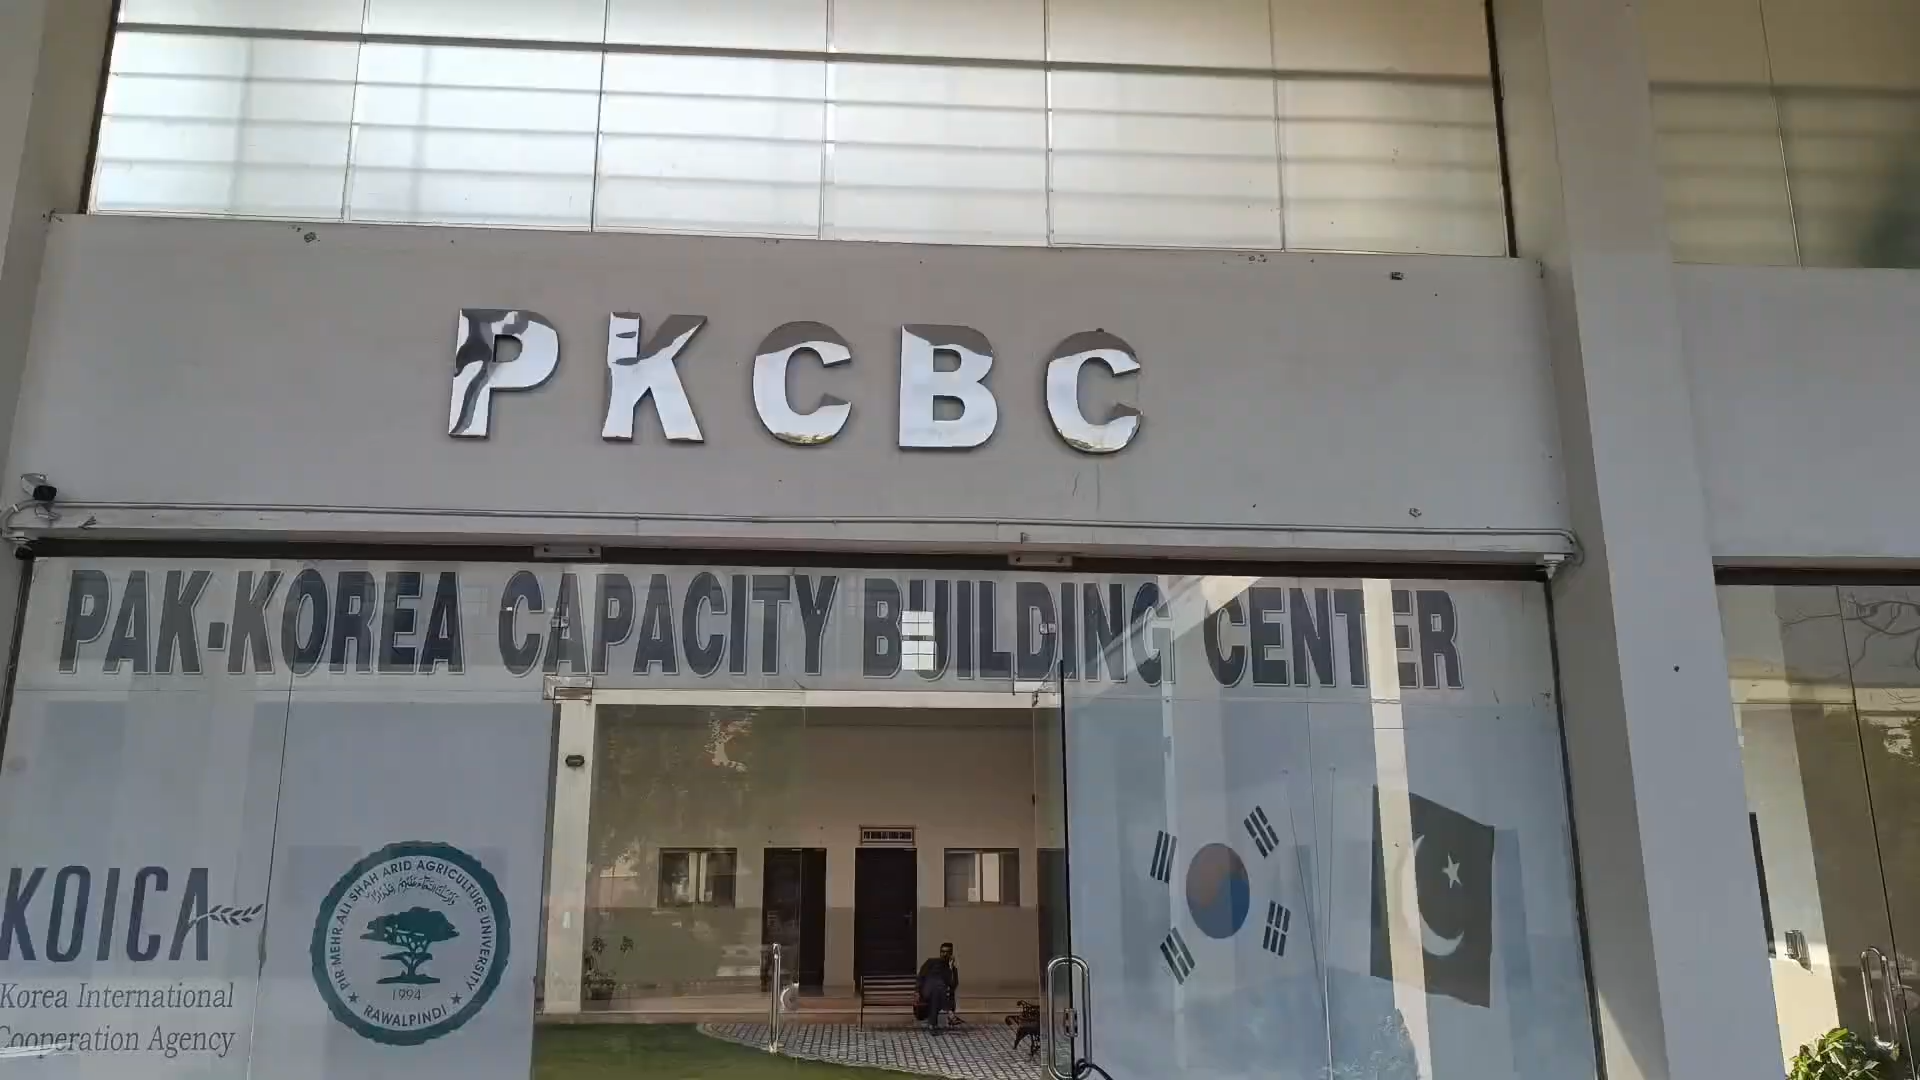 PKCBC
PAK-KOREA CAPACITY BUILDING CENTER
KOICA
Korea International
Cooperation Agency
PIR MEHR ALI SHAH ARID AGRICULTURE UNIVERSITY
1994
RAWALPINDI